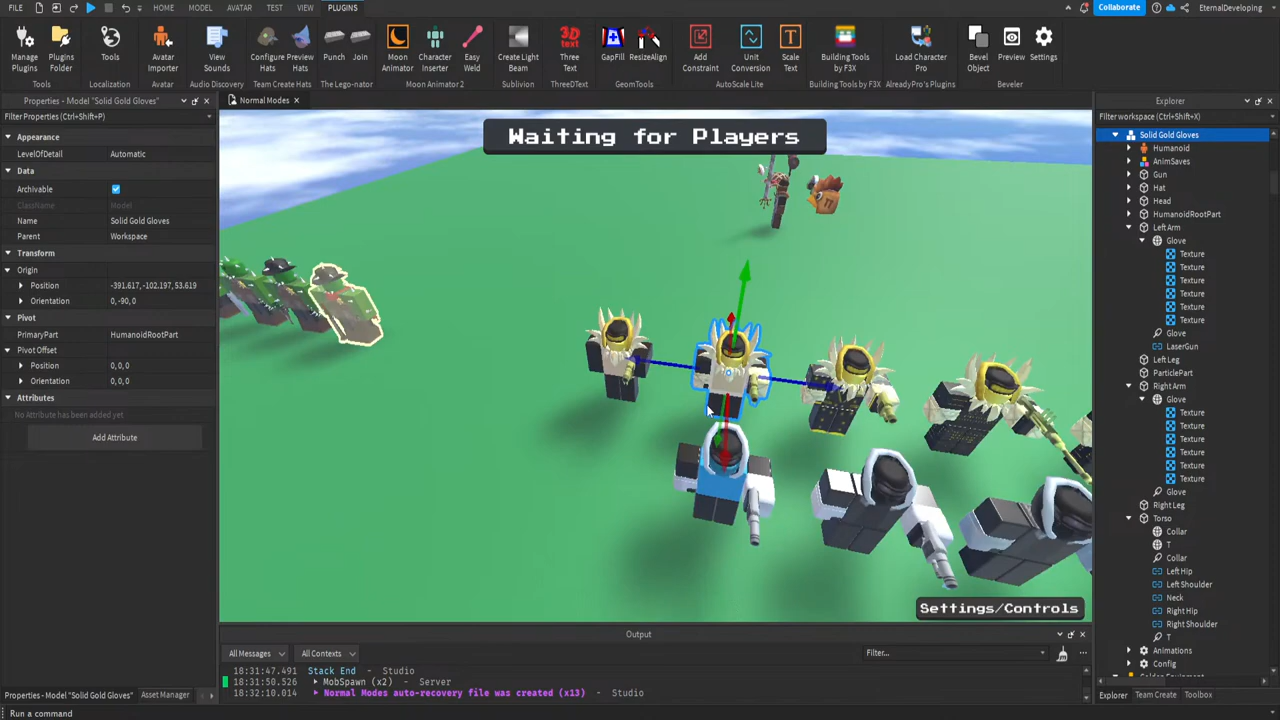 FILE
HOME MODEL AVATAR TEST VIEW PLUGINS
Collaborate
EternalDeveloping
Manage Plugins
Plugins Folder
Tools
Tools
Localization
Avatar Importer
Avatar
View Sounds
Audio Discovery
Configure Hats
Preview Hats
Team Create Hats
Punch
Join
The Lego-nator
Moon Animator
Character Inserter
Easy Weld
Moon Animator 2
Create Light Beam
Sublivion
3D TEXT
Three Text
ThreeDText
GapFill
ResizeAlign
GeomTools
Add Constraint
Unit Conversion
Scale Text
AutoScale Lite
Building Tools by F3X
Building Tools by F3X
Load Character Pro
AlreadyPro's Plugins
Bevel Object
Preview
Settings
Beveler
Properties - Model "Solid Gold Gloves"
Filter Properties (Ctrl+Shift+P)
Appearance
LevelOfDetail Automatic
Data
Archivable
ClassName Model
Name Solid Gold Gloves
Parent Workspace
Transform
Origin
Position -391.617,-102.197,53.619
Orientation 0,-90,0
Pivot
PrimaryPart HumanoidRootPart
Pivot Offset
Position 0,0,0
Orientation 0,0,0
Attributes
No Attribute has been added yet
Add Attribute
Properties - Model "Solid Gold Gloves" Asset Manager
Run a command
Normal Modes
Waiting for Players
Settings/Controls
Output
All Messages All Contexts Filter...
18:31:47.491 Stack End - Studio
18:31:50.526 MobSpawn (x2) - Server
18:32:10.014 Normal Modes auto-recovery file was created (x13) - Studio
Explorer
Filter workspace (Ctrl+Shift+X)
Solid Gold Gloves
Humanoid
AnimSaves
Gun
Hat
Head
HumanoidRootPart
Left Arm
Glove
Texture
Texture
Texture
Texture
Texture
Texture
Glove
LaserGun
Left Leg
ParticlePart
Right Arm
Glove
Texture
Texture
Texture
Texture
Texture
Texture
Glove
Right Leg
Torso
Collar
T
Collar
Left Hip
Left Shoulder
Neck
Right Hip
Right Shoulder
T
Animations
Config
Explorer Team Create Toolbox